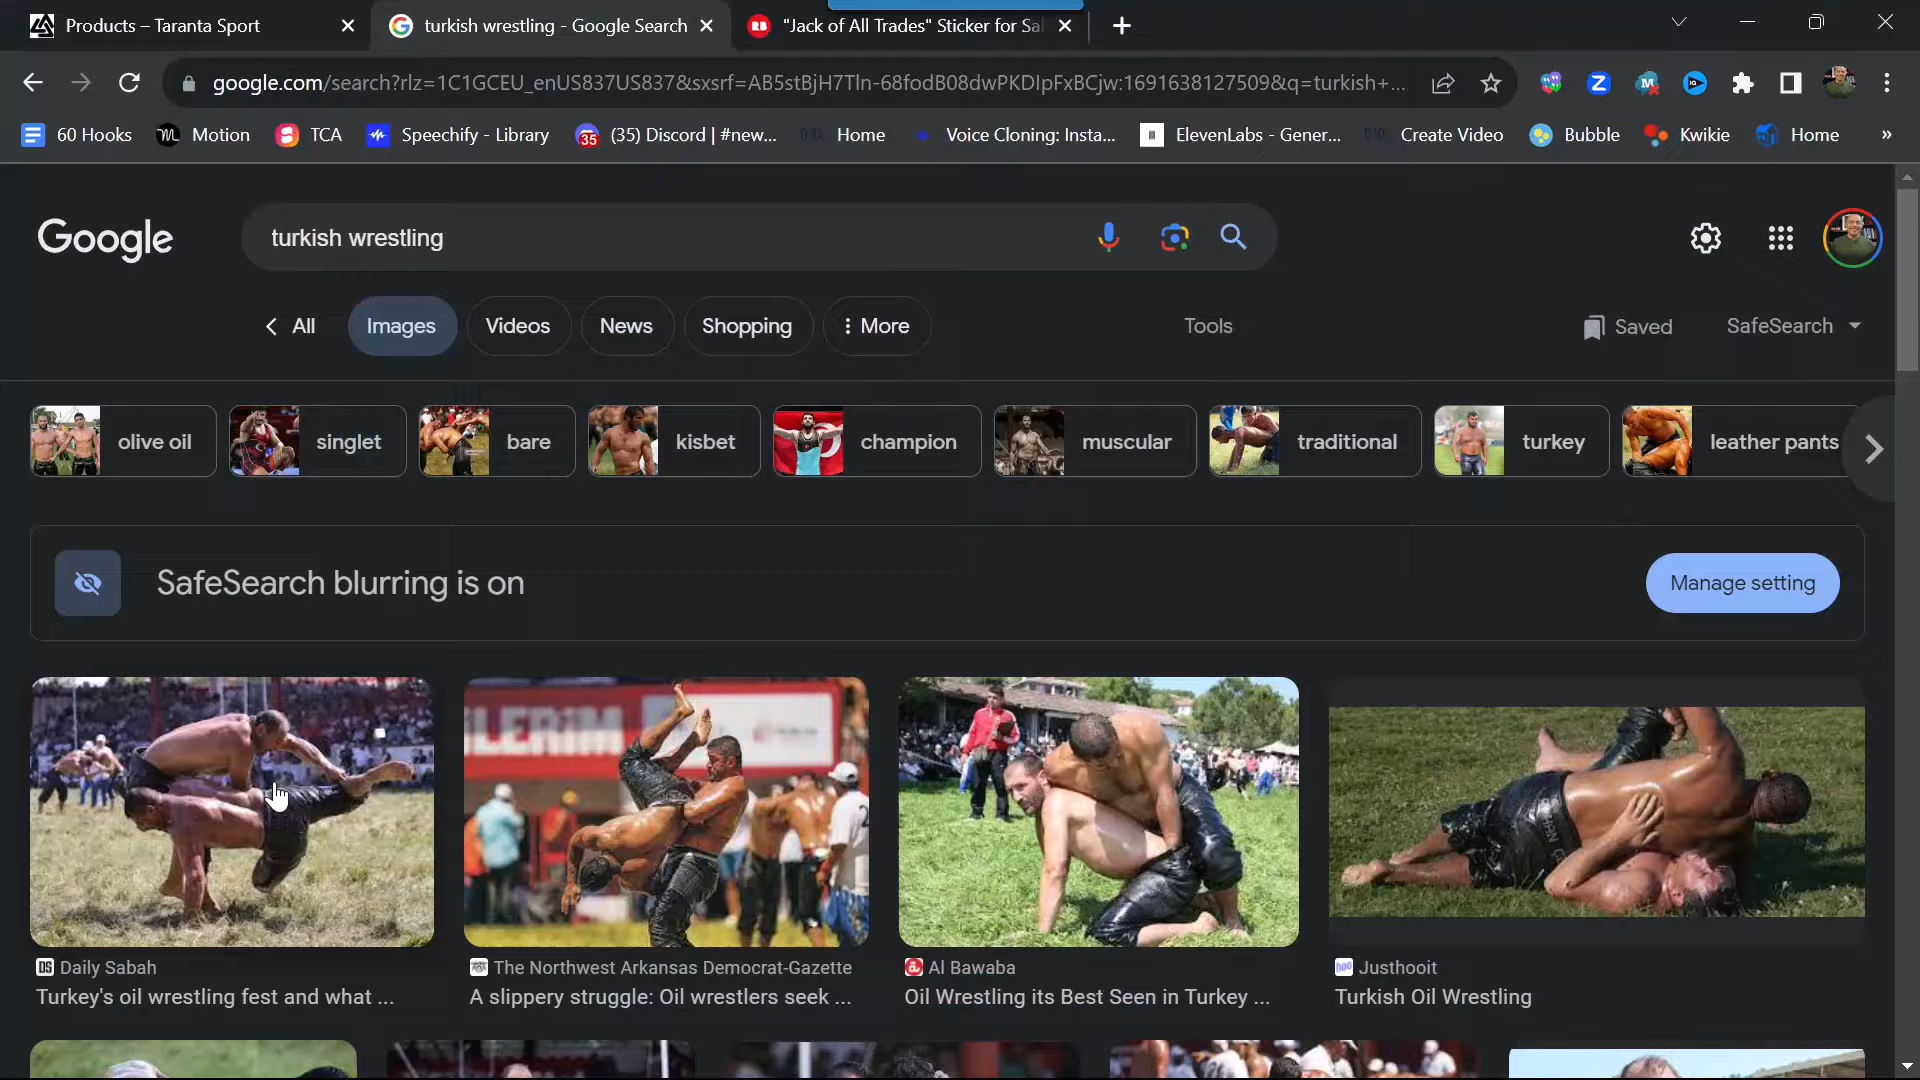 Products – Taranta Sport
turkish wrestling - Google Search
"Jack of All Trades" Sticker for Sal
google.com/search?rlz=1C1GCEU_enUS837US837&sxsrf=AB5stBjH7Tln-68fodB08dwPKDIpFxBCjw:1691638127509&q=turkish+...
60 Hooks
Motion
TCA
Speechify - Library
(35) Discord | #new...
Home
Voice Cloning: Insta...
ElevenLabs - Gener...
Create Video
Bubble
Kwikie
Home
»
Google
turkish wrestling
All
Images
Videos
News
Shopping
More
Tools
Saved
SafeSearch
olive oil
singlet
bare
kisbet
champion
muscular
traditional
turkey
leather pants
SafeSearch blurring is on
Manage setting
LERiM
Daily Sabah
Turkey's oil wrestling fest and what ...
The Northwest Arkansas Democrat-Gazette
A slippery struggle: Oil wrestlers seek ...
Al Bawaba
Oil Wrestling its Best Seen in Turkey ...
Justhooit
Turkish Oil Wrestling